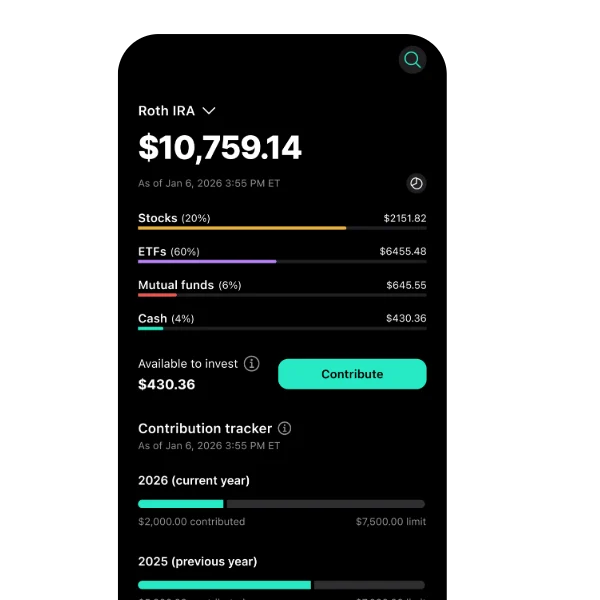 Roth IRA
$10,759.14
As of Jan 6, 2026 3:55 PM ET
Stocks (20%) $2151.82
ETFs (60%) $6455.48
Mutual funds (6%) $645.55
Cash (4%) $430.36
Available to invest
$430.36
Contribute
Contribution tracker
As of Jan 6, 2026 3:55 PM ET
2026 (current year)
$2,000.00 contributed $7,500.00 limit
2025 (previous year)